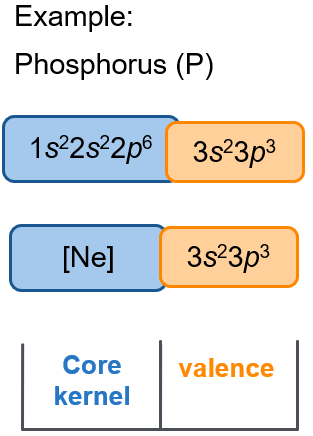 Example:
Phosphorus (P)
1s²2s²2p⁶ 3s²3p³
[Ne] 3s²3p³
Core valence
kernel